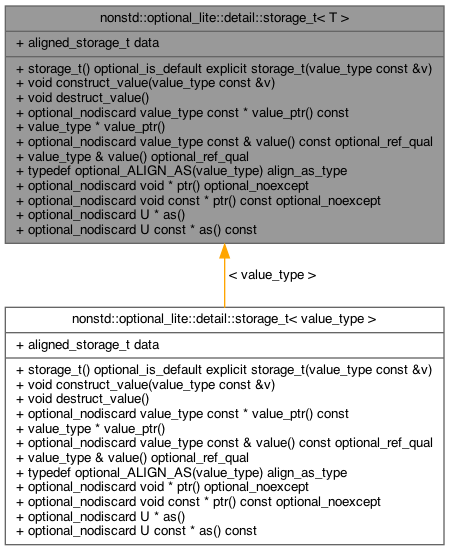 nonstd::optional_lite::detail::storage_t< T >
+ aligned_storage_t data
+ storage_t() optional_is_default explicit storage_t(value_type const &v)
+ void construct_value(value_type const &v)
+ void destruct_value()
+ optional_nodiscard value_type const * value_ptr() const
+ value_type * value_ptr()
+ optional_nodiscard value_type const & value() const optional_ref_qual
+ value_type & value() optional_ref_qual
+ typedef optional_ALIGN_AS(value_type) align_as_type
+ optional_nodiscard void * ptr() optional_noexcept
+ optional_nodiscard void const * ptr() const optional_noexcept
+ optional_nodiscard U * as()
+ optional_nodiscard U const * as() const
< value_type >
nonstd::optional_lite::detail::storage_t< value_type >
+ aligned_storage_t data
+ storage_t() optional_is_default explicit storage_t(value_type const &v)
+ void construct_value(value_type const &v)
+ void destruct_value()
+ optional_nodiscard value_type const * value_ptr() const
+ value_type * value_ptr()
+ optional_nodiscard value_type const & value() const optional_ref_qual
+ value_type & value() optional_ref_qual
+ typedef optional_ALIGN_AS(value_type) align_as_type
+ optional_nodiscard void * ptr() optional_noexcept
+ optional_nodiscard void const * ptr() const optional_noexcept
+ optional_nodiscard U * as()
+ optional_nodiscard U const * as() const